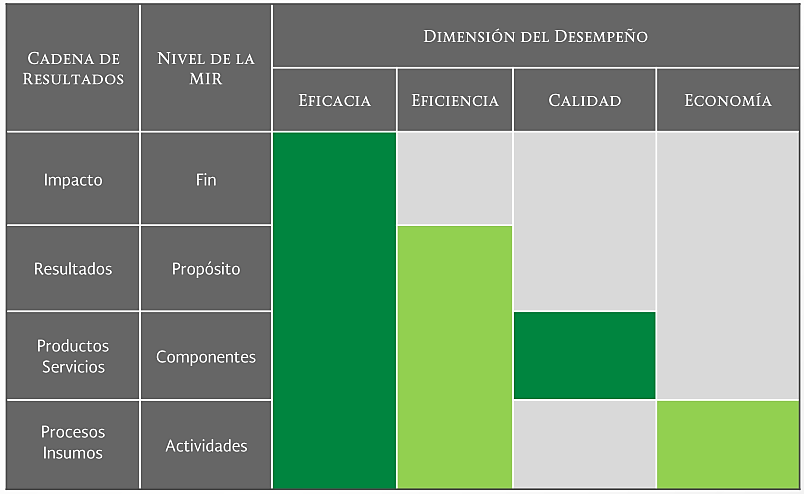 CADENA DE
RESULTADOS
NIVEL DE LA
MIR
DIMENSIÓN DEL DESEMPEÑO
EFICACIA
EFICIENCIA
CALIDAD
ECONOMÍA
Impacto
Fin
Resultados
Propósito
Productos
Servicios
Componentes
Procesos
Insumos
Actividades